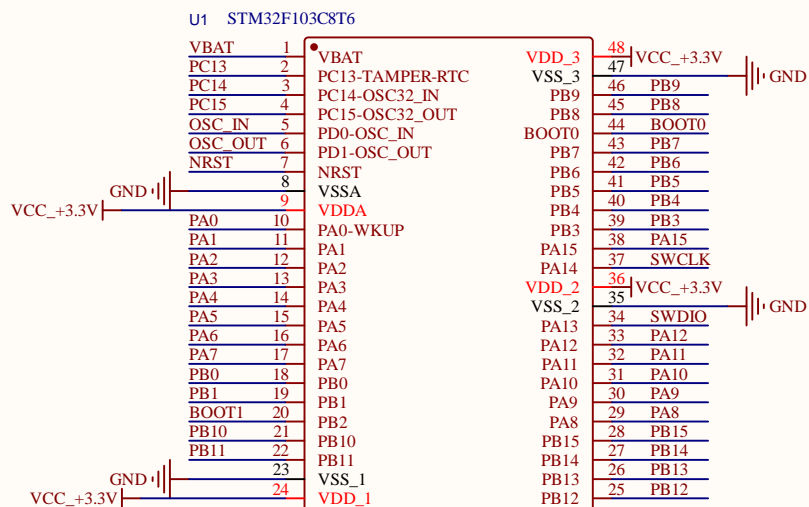 U1 STM32F103C8T6
VBAT 1 VBAT VDD_3 48 VCC_+3.3V
PC13 2 PC13-TAMPER-RTC VSS_3 47 GND
PC14 3 PC14-OSC32_IN PB9 46 PB9
PC15 4 PC15-OSC32_OUT PB8 45 PB8
OSC_IN 5 PD0-OSC_IN BOOT0 44 BOOT0
OSC_OUT 6 PD1-OSC_OUT PB7 43 PB7
NRST 7 NRST PB6 42 PB6
GND 8 VSSA PB5 41 PB5
VCC_+3.3V 9 VDDA PB4 40 PB4
PA0 10 PA0-WKUP PB3 39 PB3
PA1 11 PA1 PA15 38 PA15
PA2 12 PA2 PA14 37 SWCLK
PA3 13 PA3 VDD_2 36 VCC_+3.3V
PA4 14 PA4 VSS_2 35 GND
PA5 15 PA5 PA13 34 SWDIO
PA6 16 PA6 PA12 33 PA12
PA7 17 PA7 PA11 32 PA11
PB0 18 PB0 PA10 31 PA10
PB1 19 PB1 PA9 30 PA9
BOOT1 20 PB2 PA8 29 PA8
PB10 21 PB10 PB15 28 PB15
PB11 22 PB11 PB14 27 PB14
GND 23 VSS_1 PB13 26 PB13
VCC_+3.3V 24 VDD_1 PB12 25 PB12